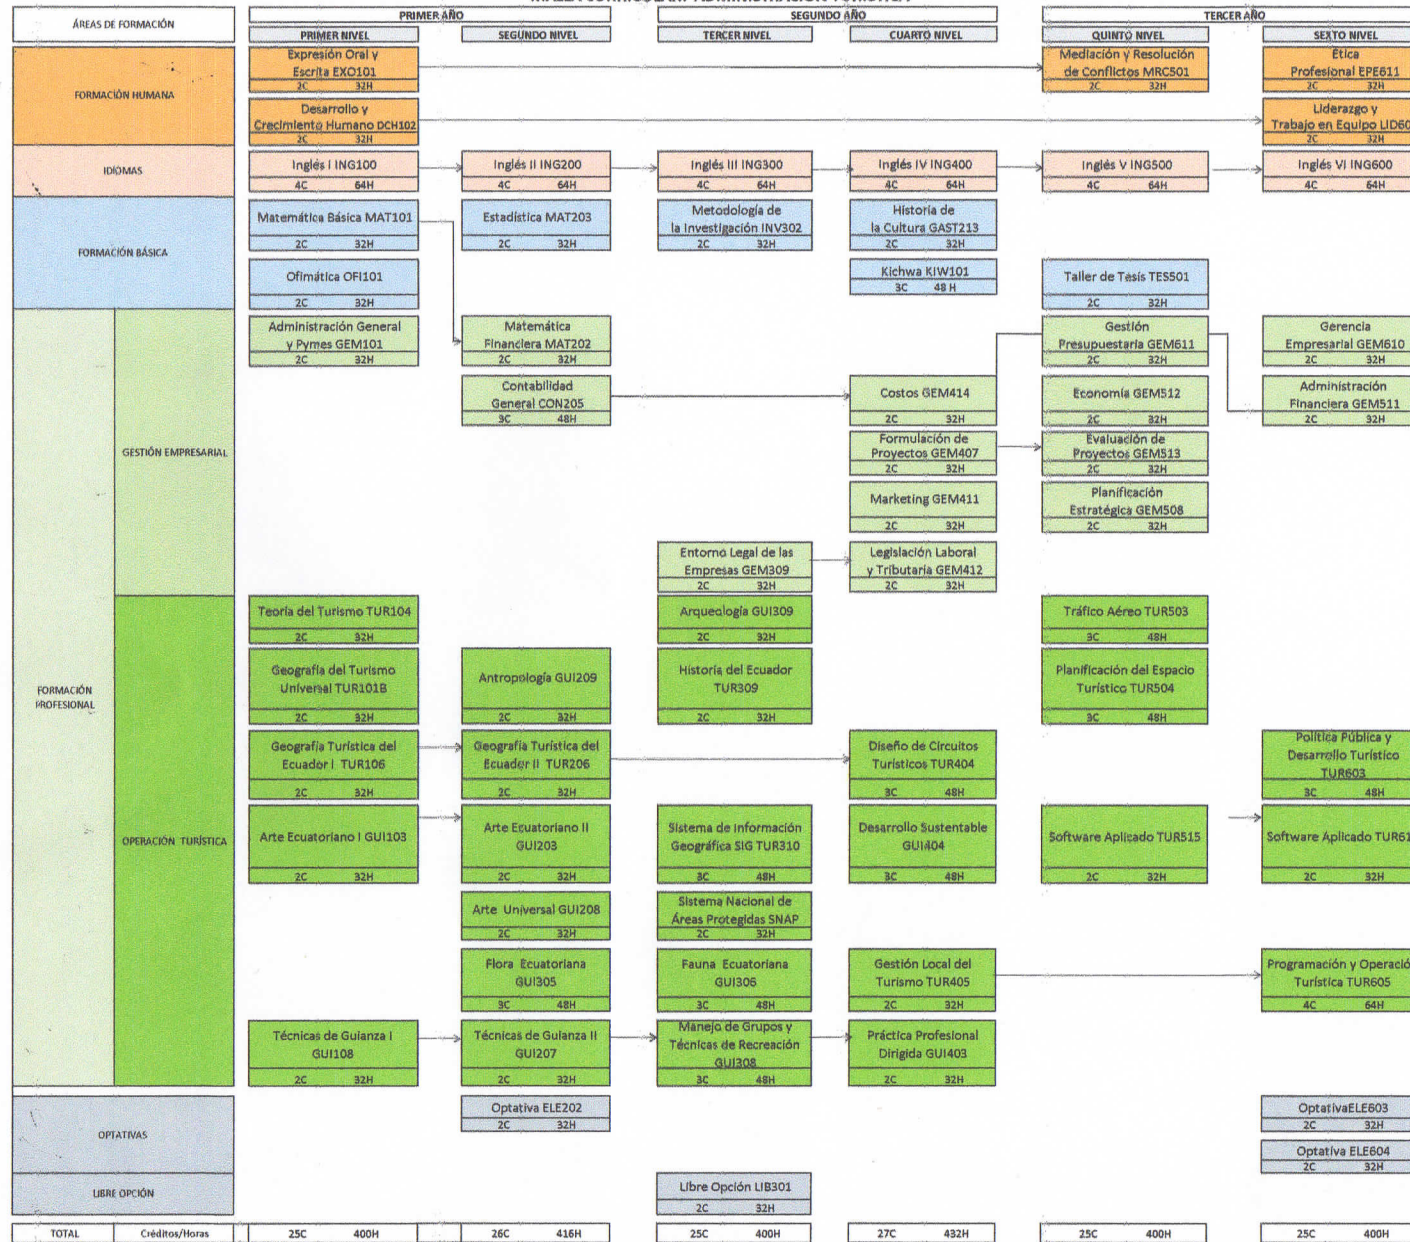 ÁREAS DE FORMACIÓN
PRIMER AÑO
SEGUNDO AÑO
TERCER AÑO
PRIMER NIVEL
SEGUNDO NIVEL
TERCER NIVEL
CUARTO NIVEL
QUINTO NIVEL
SEXTO NIVEL
FORMACIÓN HUMANA
Expresión Oral y
Escrita EXO101
2C 32H
Mediación y Resolución
de Conflictos MRC501
2C 32H
Ética
Profesional EPE611
2C 32H
Desarrollo y
Crecimiento Humano DCH102
2C 32H
Liderazgo y
Trabajo en Equipo LID60
2C 32H
IDIOMAS
Inglés I ING100
4C 64H
Inglés II ING200
4C 64H
Inglés III ING300
4C 64H
Inglés IV ING400
4C 64H
Inglés V ING500
4C 64H
Inglés VI ING600
4C 64H
FORMACIÓN BÁSICA
Matemática Básica MAT101
2C 32H
Estadística MAT203
2C 32H
Metodología de
la Investigación INV302
2C 32H
Historia de
la Cultura GAST213
2C 32H
Ofimática OFI101
2C 32H
Kichwa KIW101
3C 48 H
Taller de Tesis TES501
2C 32H
FORMACIÓN
PROFESIONAL
GESTIÓN EMPRESARIAL
Administración General
y Pymes GEM101
2C 32H
Matemática
Financiera MAT202
2C 32H
Gestión
Presupuestaria GEM611
2C 32H
Gerencia
Empresarial GEM610
2C 32H
Contabilidad
General CON205
3C 48H
Costos GEM414
2C 32H
Economía GEM512
2C 32H
Administración
Financiera GEM511
2C 32H
Formulación de
Proyectos GEM407
2C 32H
Evaluación de
Proyectos GEM513
2C 32H
Marketing GEM411
2C 32H
Planificación
Estratégica GEM508
2C 32H
Entorno Legal de las
Empresas GEM309
2C 32H
Legislación Laboral
y Tributaria GEM412
2C 32H
OPERACIÓN TURÍSTICA
Teoría del Turismo TUR104
2C 32H
Arqueología GUI309
2C 32H
Tráfico Aéreo TUR503
3C 48H
Geografía del Turismo
Universal TUR101B
2C 32H
Antropología GUI209
2C 32H
Historia del Ecuador
TUR309
2C 32H
Planificación del Espacio
Turístico TUR504
3C 48H
Geografía Turística del
Ecuador I TUR106
2C 32H
Geografía Turística del
Ecuador II TUR206
2C 32H
Diseño de Circuitos
Turísticos TUR404
3C 48H
Política Pública y
Desarrollo Turístico
TUR603
3C 48H
Arte Ecuatoriano I GUI103
2C 32H
Arte Ecuatoriano II
GUI203
2C 32H
Sistema de Información
Geográfica SIG TUR310
3C 48H
Desarrollo Sustentable
GUI404
3C 48H
Software Aplicado TUR515
2C 32H
Software Aplicado TUR61
2C 32H
Arte Universal GUI208
2C 32H
Sistema Nacional de
Áreas Protegidas SNAP
2C 32H
Flora Ecuatoriana
GUI305
3C 48H
Fauna Ecuatoriana
GUI306
3C 48H
Gestión Local del
Turismo TUR405
2C 32H
Programación y Operació
Turística TUR605
4C 64H
Técnicas de Guianza I
GUI108
2C 32H
Técnicas de Guianza II
GUI207
2C 32H
Manejo de Grupos y
Técnicas de Recreación
GUI308
3C 48H
Práctica Profesional
Dirigida GUI403
2C 32H
OPTATIVAS
Optativa ELE202
2C 32H
OptativaELE603
2C 32H
Optativa ELE604
2C 32H
LIBRE OPCIÓN
Libre Opción LIB301
2C 32H
TOTAL
Créditos/Horas
25C 400H
26C 416H
25C 400H
27C 432H
25C 400H
25C 400H